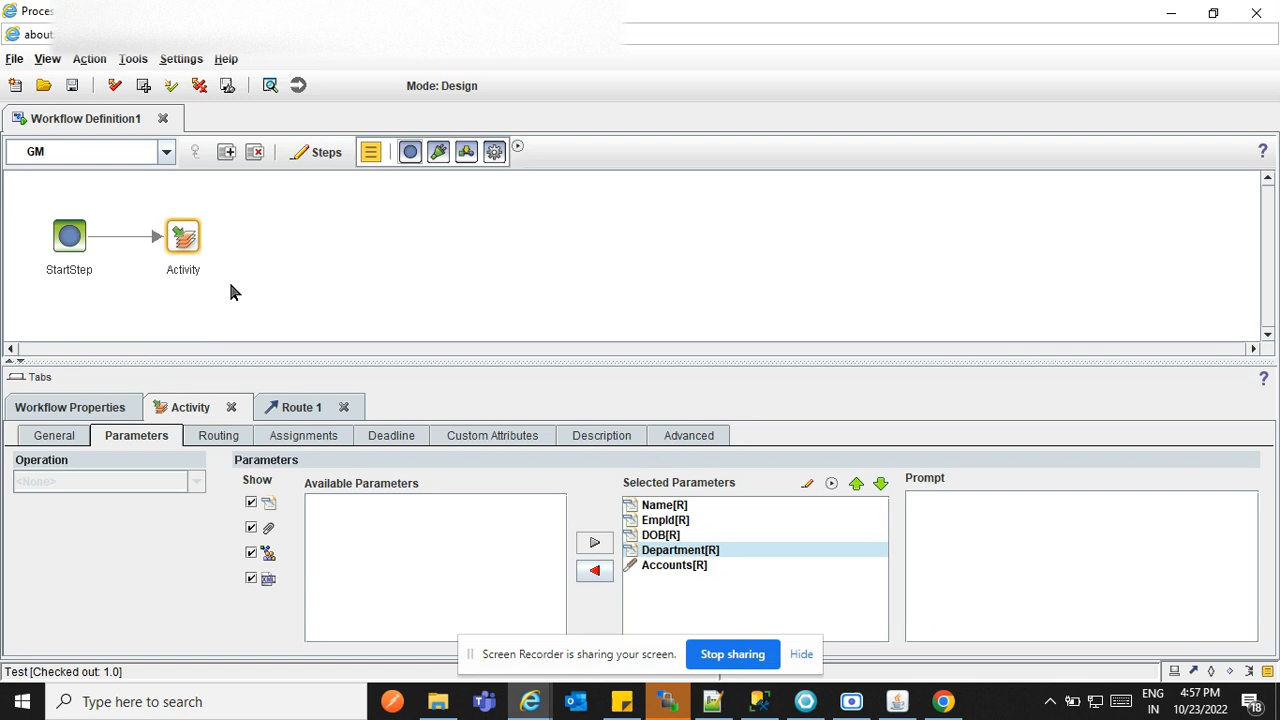 Proces
about
File View Action Tools Settings Help
Mode: Design
Workflow Definition1
GM Steps ?
StartStep Activity
Tabs ?
Workflow Properties Activity Route 1
General Parameters Routing Assignments Deadline Custom Attributes Description Advanced
Operation Parameters
<None> Show Available Parameters Selected Parameters Prompt
Name[R]
EmpId[R]
DOB[R]
Department[R]
Accounts[R]
Screen Recorder is sharing your screen. Stop sharing Hide
Test [Checked out: 1.0]
Type here to search
ENG 4:57 PM
IN 10/23/2022 18